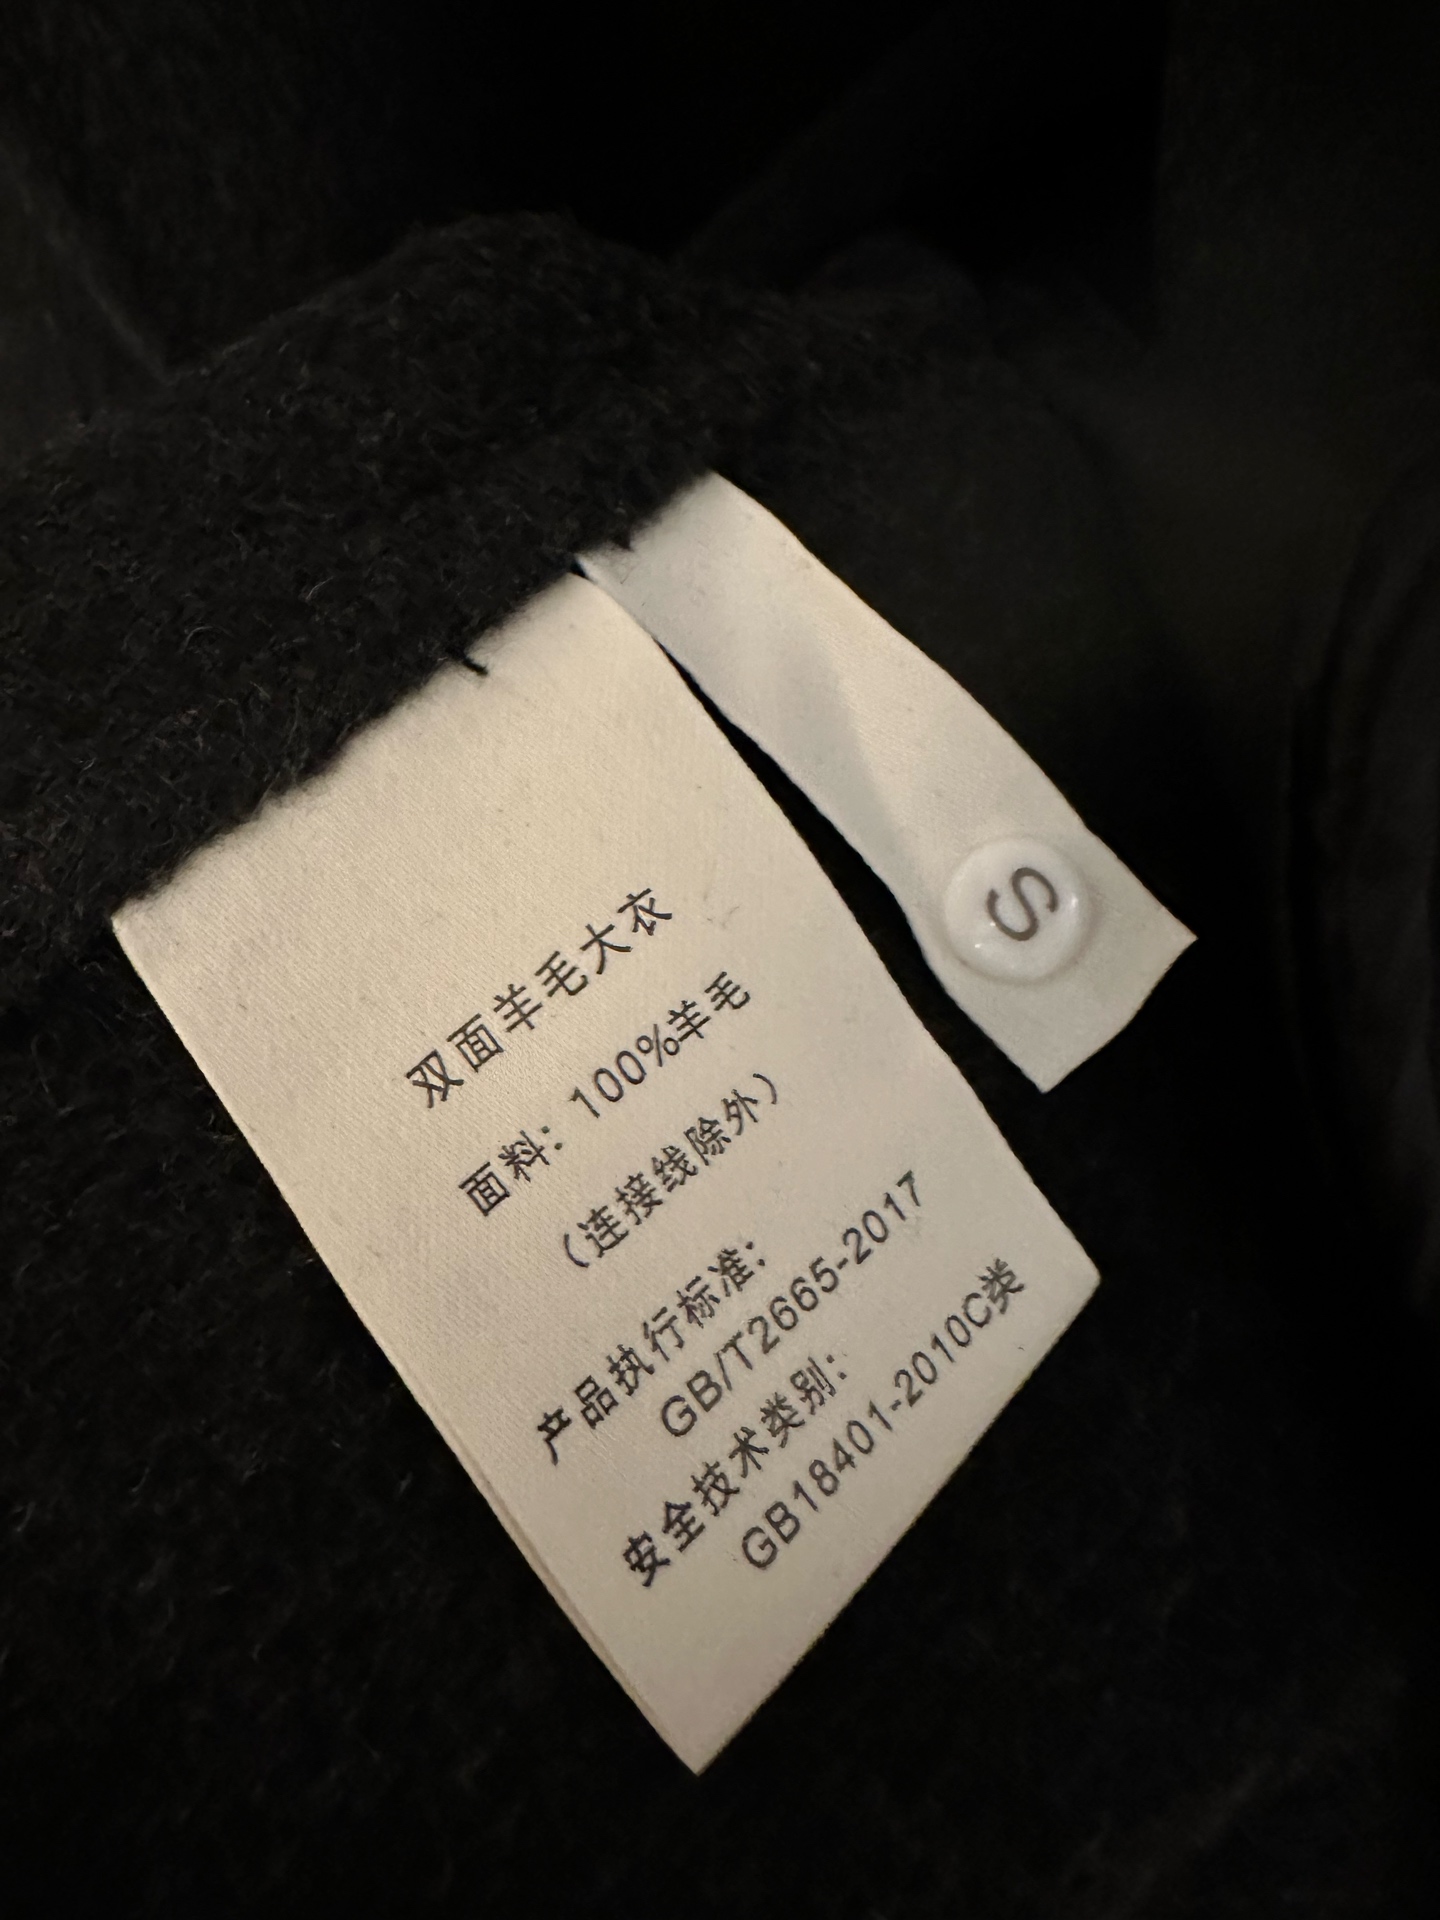 双面羊毛大衣
面料：100%羊毛
（连接线除外）
产品执行标准：
GB/T2665-2017
安全技术类别：
GB18401-2010C类
S